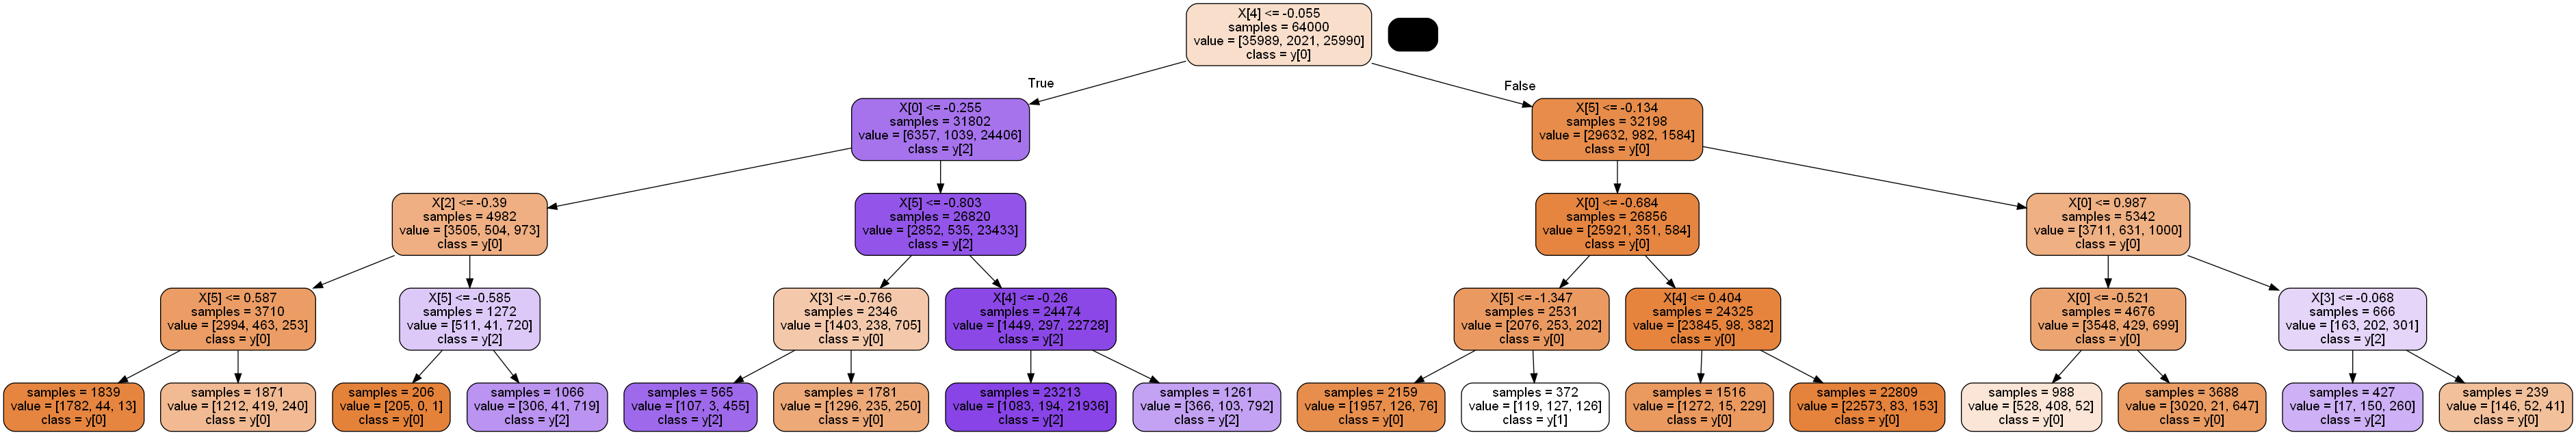 X[4] <= -0.055
samples = 64000
value = [35989, 2021, 25990]
class = y[0]
True
False
X[0] <= -0.255
samples = 31802
value = [6357, 1039, 24406]
class = y[2]
X[5] <= -0.134
samples = 32198
value = [29632, 982, 1584]
class = y[0]
X[2] <= -0.39
samples = 4982
value = [3505, 504, 973]
class = y[0]
X[5] <= -0.803
samples = 26820
value = [2852, 535, 23433]
class = y[2]
X[0] <= -0.684
samples = 26856
value = [25921, 351, 584]
class = y[0]
X[0] <= 0.987
samples = 5342
value = [3711, 631, 1000]
class = y[0]
X[5] <= 0.587
samples = 3710
value = [2994, 463, 253]
class = y[0]
X[5] <= -0.585
samples = 1272
value = [511, 41, 720]
class = y[2]
X[3] <= -0.766
samples = 2346
value = [1403, 238, 705]
class = y[0]
X[4] <= -0.26
samples = 24474
value = [1449, 297, 22728]
class = y[2]
X[5] <= -1.347
samples = 2531
value = [2076, 253, 202]
class = y[0]
X[4] <= 0.404
samples = 24325
value = [23845, 98, 382]
class = y[0]
X[0] <= -0.521
samples = 4676
value = [3548, 429, 699]
class = y[0]
X[3] <= -0.068
samples = 666
value = [163, 202, 301]
class = y[2]
samples = 1839
value = [1782, 44, 13]
class = y[0]
samples = 1871
value = [1212, 419, 240]
class = y[0]
samples = 206
value = [205, 0, 1]
class = y[0]
samples = 1066
value = [306, 41, 719]
class = y[2]
samples = 565
value = [107, 3, 455]
class = y[2]
samples = 1781
value = [1296, 235, 250]
class = y[0]
samples = 23213
value = [1083, 194, 21936]
class = y[2]
samples = 1261
value = [366, 103, 792]
class = y[2]
samples = 2159
value = [1957, 126, 76]
class = y[0]
samples = 372
value = [119, 127, 126]
class = y[1]
samples = 1516
value = [1272, 15, 229]
class = y[0]
samples = 22809
value = [22573, 83, 153]
class = y[0]
samples = 988
value = [528, 408, 52]
class = y[0]
samples = 3688
value = [3020, 21, 647]
class = y[0]
samples = 427
value = [17, 150, 260]
class = y[2]
samples = 239
value = [146, 52, 41]
class = y[0]